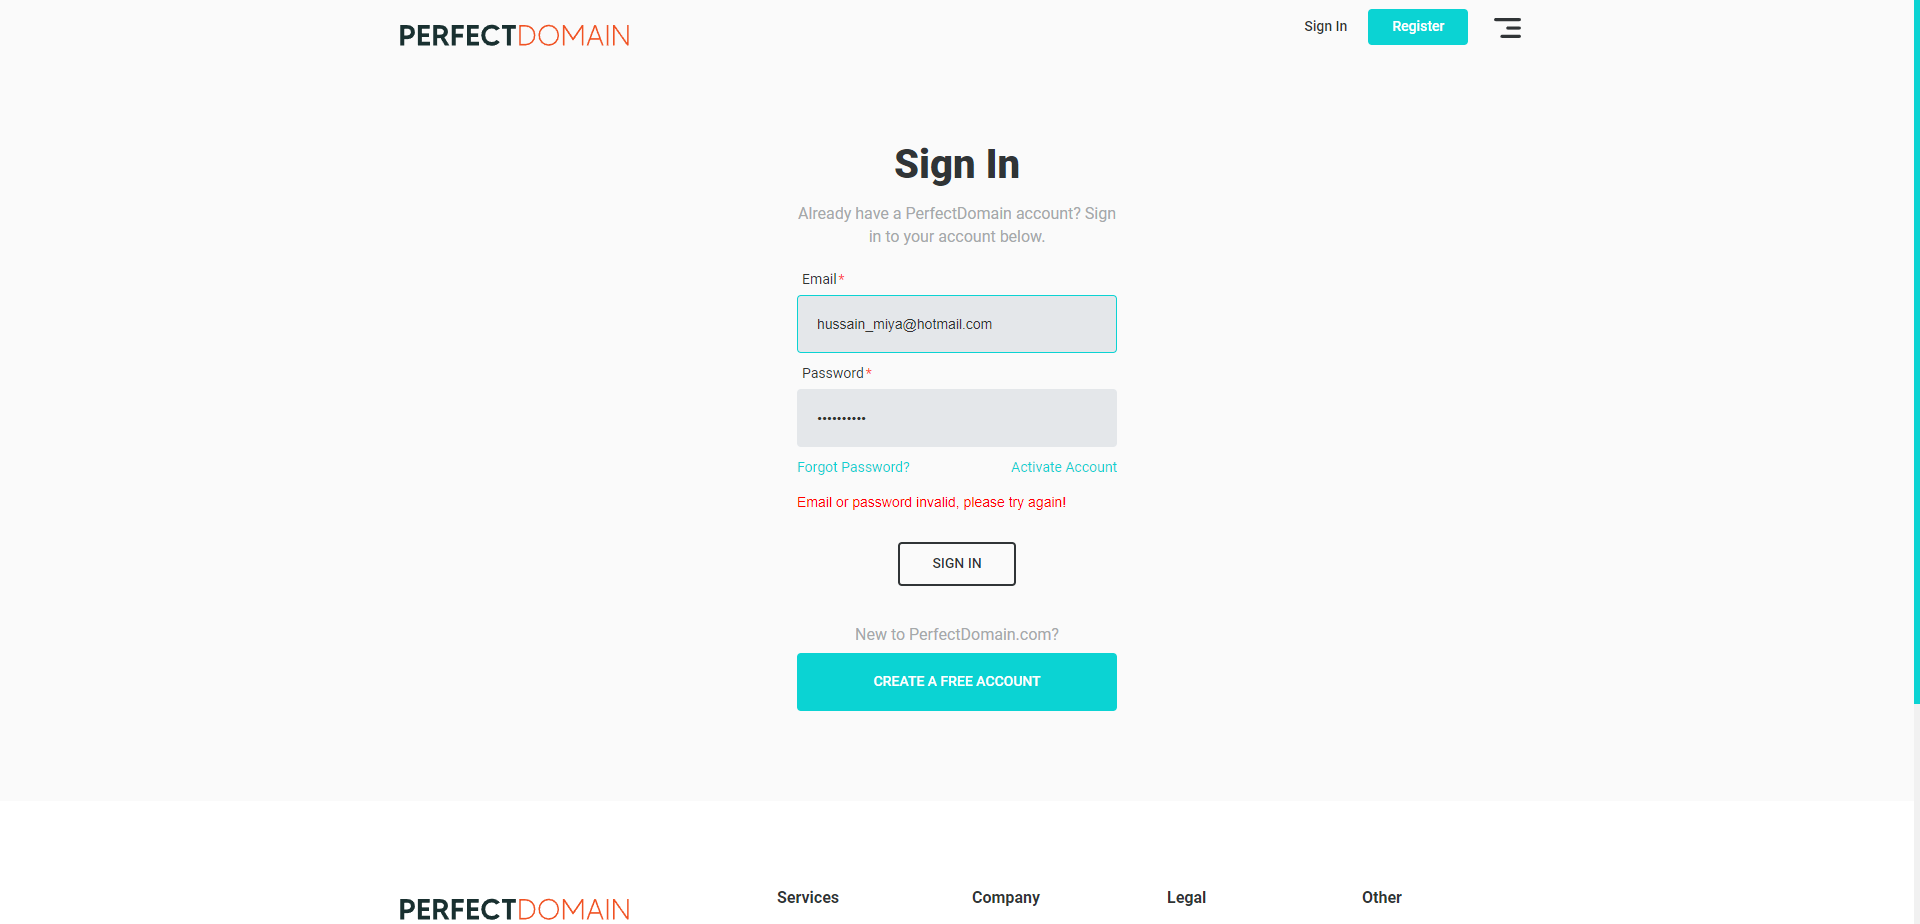 PERFECTDOMAIN
Sign In
Register
Sign In
Already have a PerfectDomain account? Sign
in to your account below.
Email*
hussain_miya@hotmail.com
Password*
••••••••••
Forgot Password?
Activate Account
Email or password invalid, please try again!
SIGN IN
New to PerfectDomain.com?
CREATE A FREE ACCOUNT
PERFECTDOMAIN
Services
Company
Legal
Other